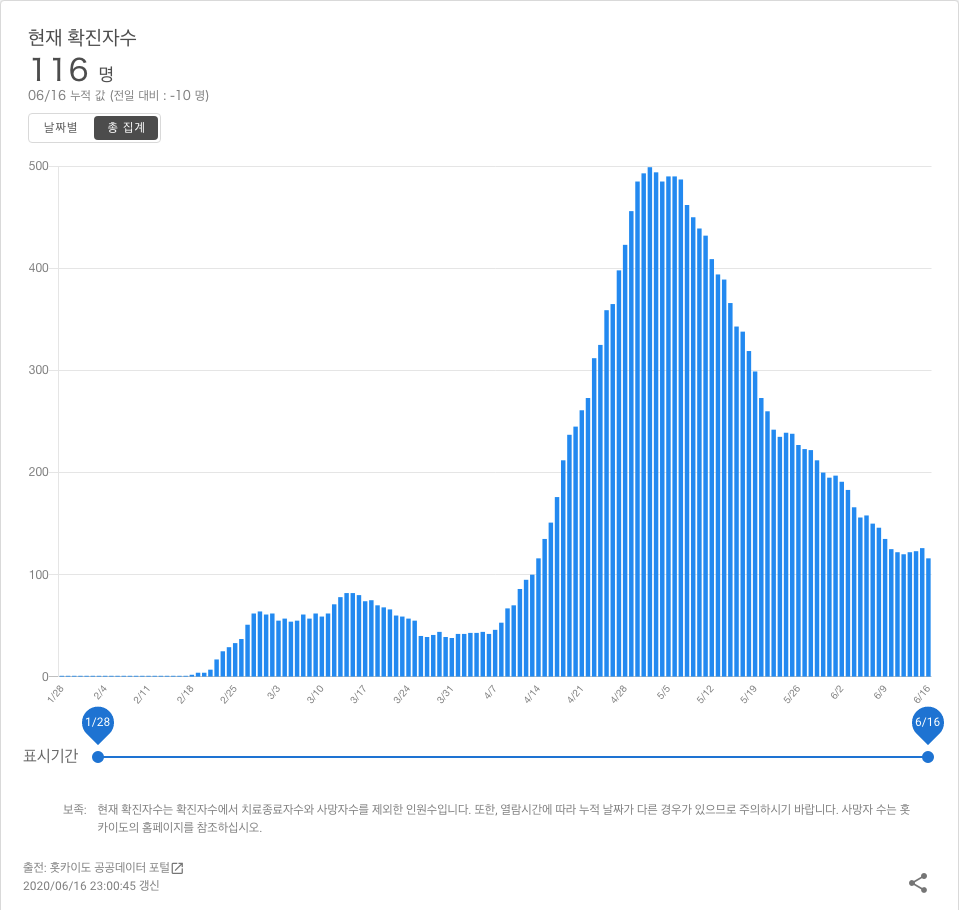 현재 확진자수
116 명
06/16 누적 값 (전일 대비 : -10 명)
날짜별 총 집계
500
400
300
200
100
0
1/28 2/4 2/11 2/18 2/25 3/3 3/10 3/17 3/24 3/31 4/7 4/14 4/21 4/28 5/5 5/12 5/19 5/26 6/2 6/9 6/16
1/28 6/16
표시기간
보족: 현재 확진자수는 확진자수에서 치료종료자수와 사망자수를 제외한 인원수입니다. 또한, 열람시간에 따라 누적 날짜가 다른 경우가 있으므로 주의하시기 바랍니다. 사망자 수는 홋
카이도의 홈페이지를 참조하십시오.
출전: 홋카이도 공공데이터 포털
2020/06/16 23:00:45 갱신